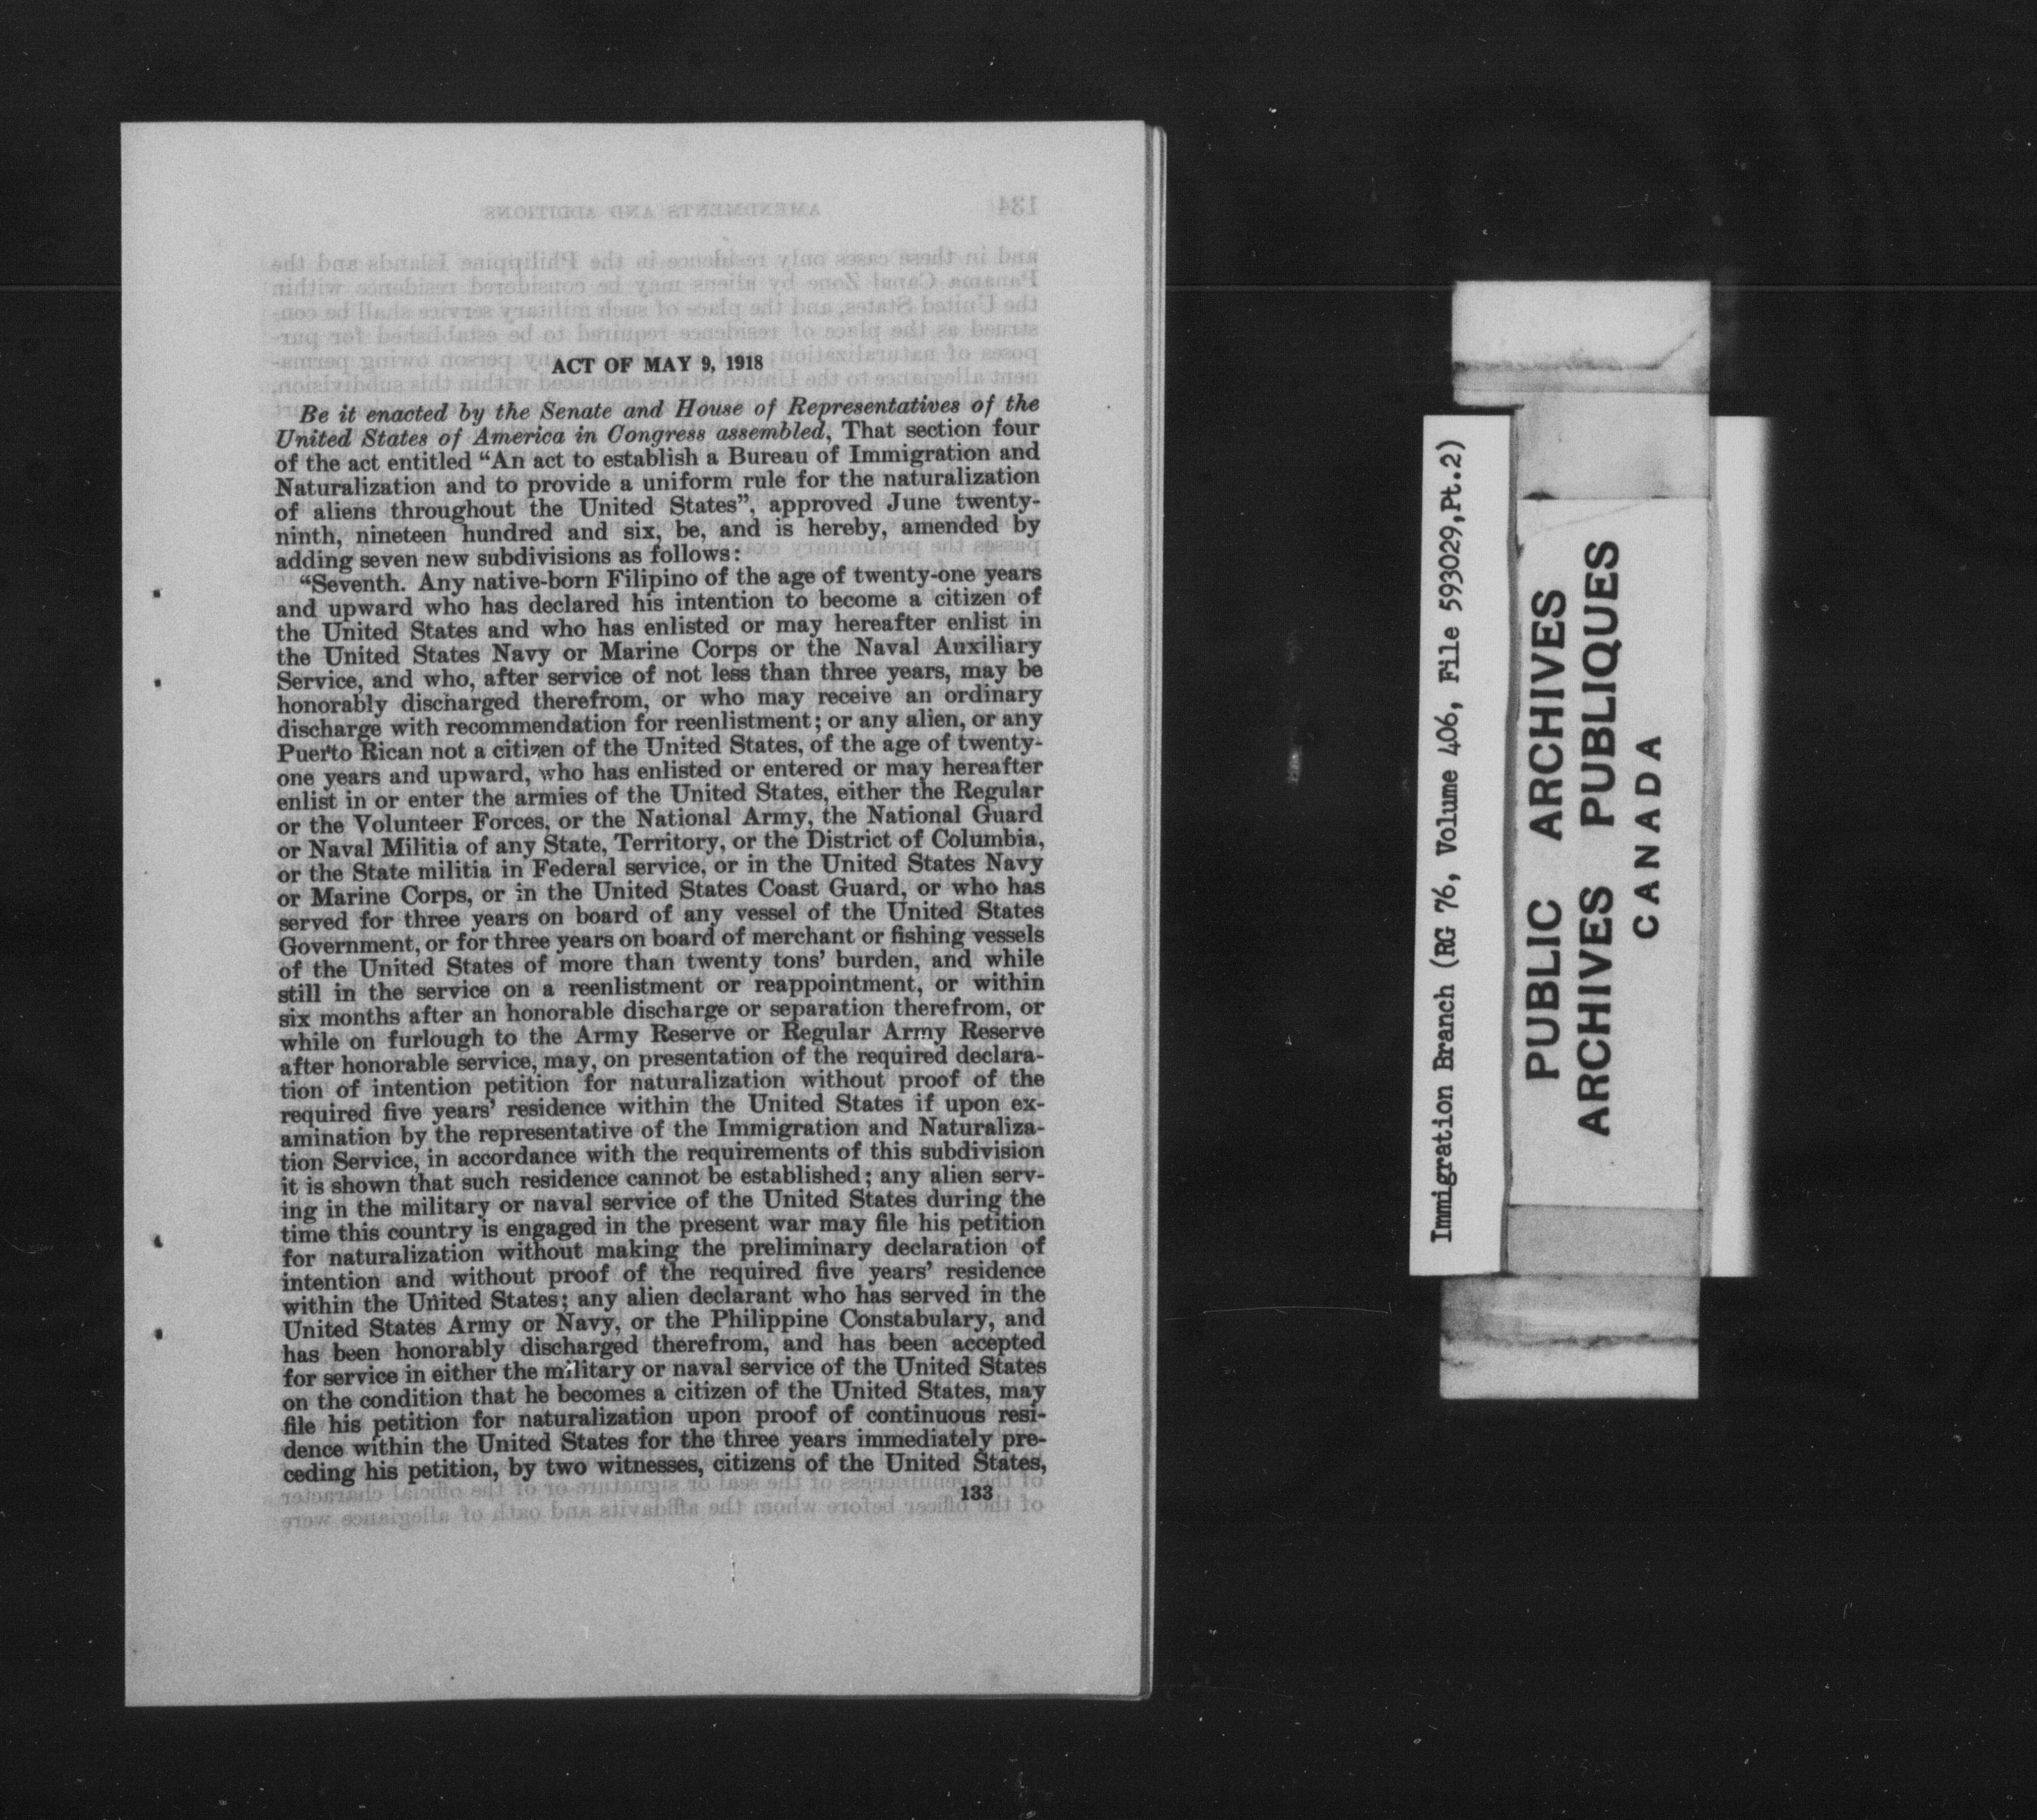 ACT OF MAY 9, 1918
Be it enacted by the Senate and House of Representatives of the
United States of America in Congress assembled, That section four
of the act entitled “An act to establish a Bureau of Immigration and
Naturalization and to provide a uniform rule for the naturalization
of aliens throughout the United States”, approved June twenty-
ninth, nineteen hundred and six, be, and is hereby, amended by
adding seven new subdivisions as follows:
“Seventh. Any native-born Filipino of the age of twenty-one years
and upward who has declared his intention to become a citizen of
the United States and who has enlisted or may hereafter enlist in
the United States Navy or Marine Corps or the Naval Auxiliary
Service, and who, after service of not less than three years, may be
honorably discharged therefrom, or who may receive an ordinary
discharge with recommendation for reenlistment; or any alien, or any
Puerto Rican not a citizen of the United States, of the age of twenty-
one years and upward, who has enlisted or entered or may hereafter
enlist in or enter the armies of the United States, either the Regular
or the Volunteer Forces, or the National Army, the National Guard
or Naval Militia of any State, Territory, or the District of Columbia,
or the State militia in Federal service, or in the United States Navy
or Marine Corps, or in the United States Coast Guard, or who has
served for three years on board of any vessel of the United States
Government, or for three years on board of merchant or fishing vessels
of the United States of more than twenty tons’ burden, and while
still in the service on a reenlistment or reappointment, or within
six months after an honorable discharge or separation therefrom, or
while on furlough to the Army Reserve or Regular Army Reserve
after honorable service, may, on presentation of the required declara-
tion of intention petition for naturalization without proof of the
required five years’ residence within the United States if upon ex-
amination by the representative of the Immigration and Naturaliza-
tion Service, in accordance with the requirements of this subdivision
it is shown that such residence cannot be established; any alien serv-
ing in the military or naval service of the United States during the
time this country is engaged in the present war may file his petition
for naturalization without making the preliminary declaration of
intention and without proof of the required five years’ residence
within the United States; any alien declarant who has served in the
United States Army or Navy, or the Philippine Constabulary, and
has been honorably discharged therefrom, and has been accepted
for service in either the military or naval service of the United States
on the condition that he becomes a citizen of the United States, may
file his petition for naturalization upon proof of continuous resi-
dence within the United States for the three years immediately pre-
ceding his petition, by two witnesses, citizens of the United States,
133
Immigration Branch (RG 76, Volume 406, File 593029,Pt.2)
PUBLIC ARCHIVES
ARCHIVES PUBLIQUES
CANADA